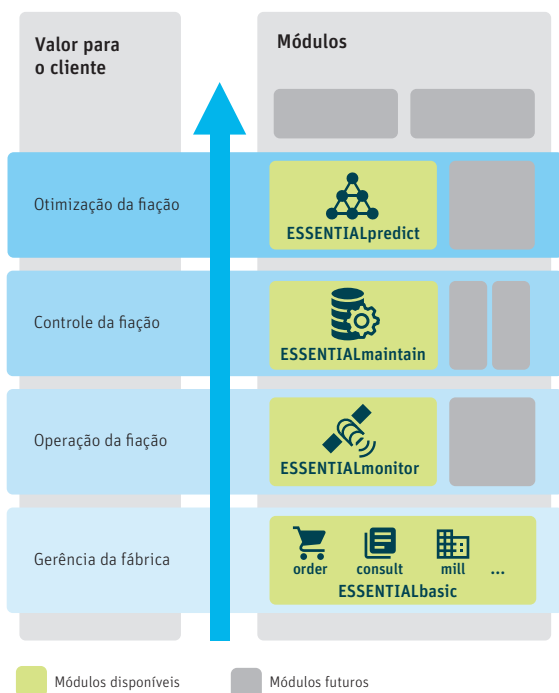 Valor para
o cliente
Módulos
Otimização da fiação
ESSENTIALpredict
Controle da fiação
ESSENTIALmaintain
Operação da fiação
ESSENTIALmonitor
Gerência da fábrica
order consult mill ...
ESSENTIALbasic
Módulos disponíveis
Módulos futuros